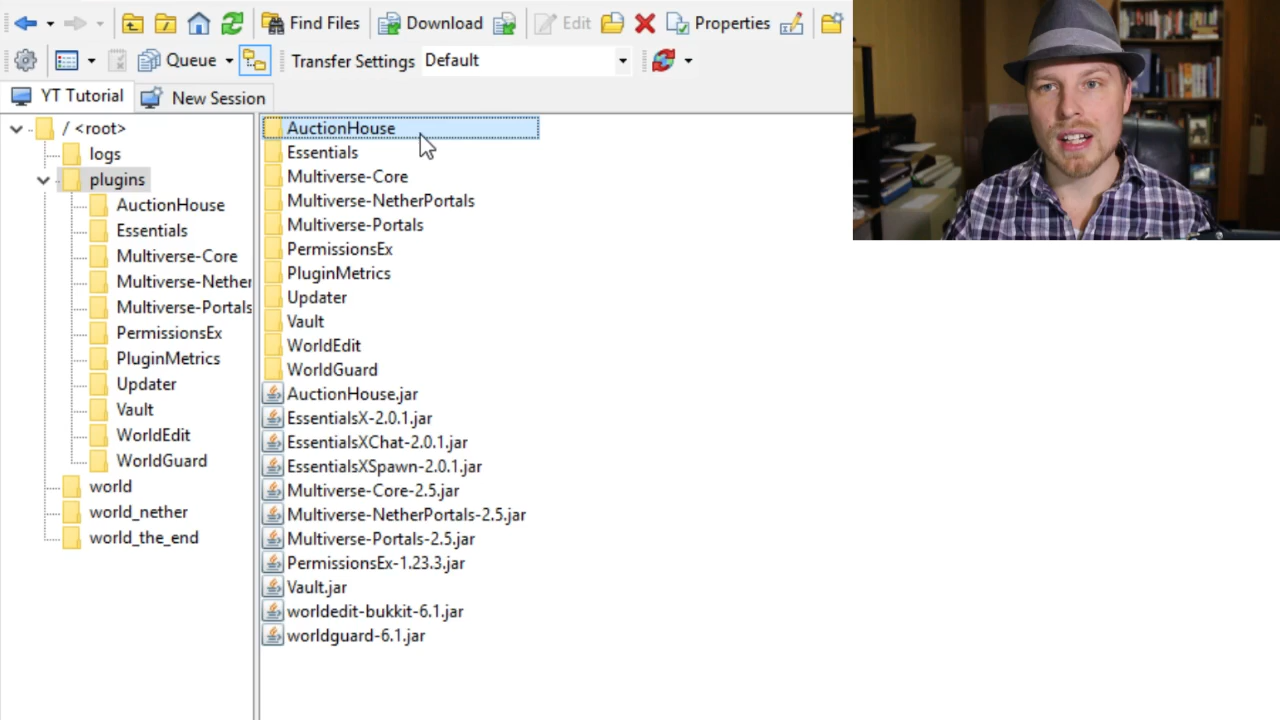 Find Files Download Edit Properties
Queue Transfer Settings Default
YT Tutorial New Session
/ <root>
logs
plugins
AuctionHouse
Essentials
Multiverse-Core
Multiverse-Nether
Multiverse-Portals
PermissionsEx
PluginMetrics
Updater
Vault
WorldEdit
WorldGuard
world
world_nether
world_the_end
AuctionHouse
Essentials
Multiverse-Core
Multiverse-NetherPortals
Multiverse-Portals
PermissionsEx
PluginMetrics
Updater
Vault
WorldEdit
WorldGuard
AuctionHouse.jar
EssentialsX-2.0.1.jar
EssentialsXChat-2.0.1.jar
EssentialsXSpawn-2.0.1.jar
Multiverse-Core-2.5.jar
Multiverse-NetherPortals-2.5.jar
Multiverse-Portals-2.5.jar
PermissionsEx-1.23.3.jar
Vault.jar
worldedit-bukkit-6.1.jar
worldguard-6.1.jar